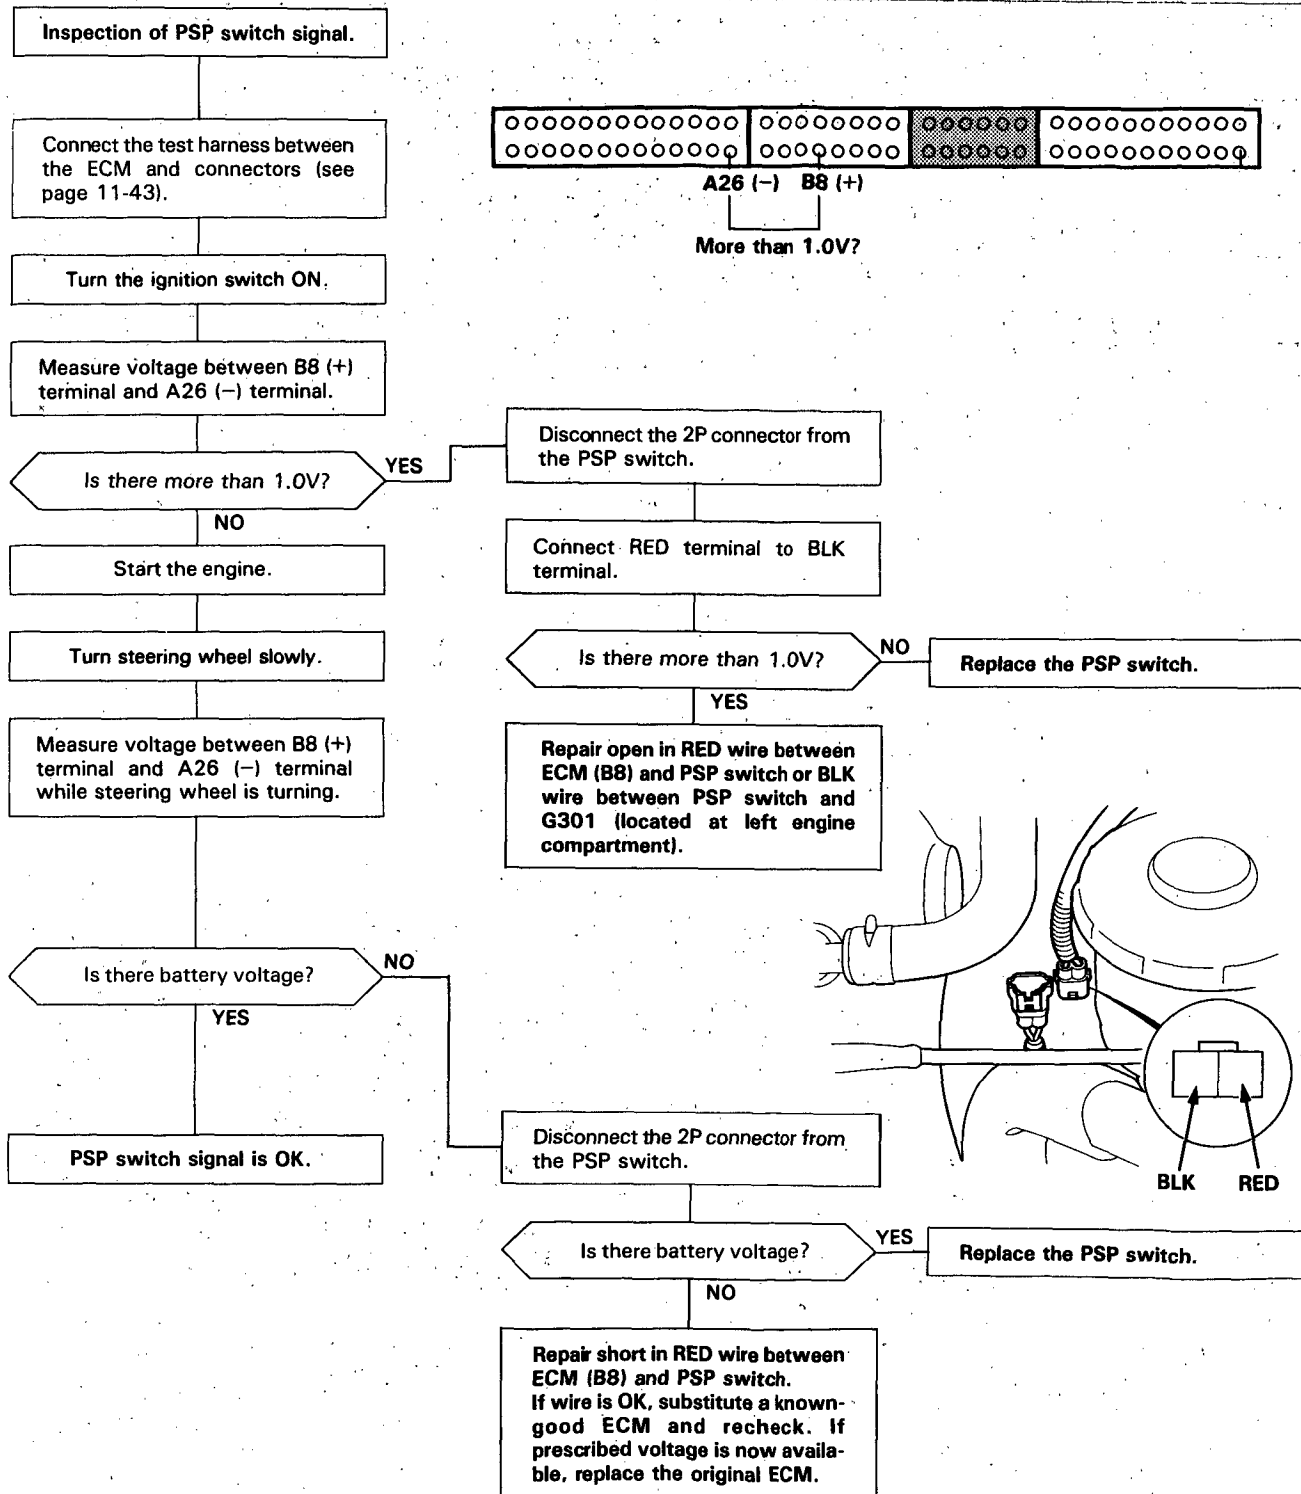 Inspection of PSP switch signal.
Connect the test harness between
the ECM and connectors (see
page 11-43).
Turn the ignition switch ON.
Measure voltage between B8 (+)
terminal and A26 (−) terminal.
Is there more than 1.0V?
YES
NO
Start the engine.
Turn steering wheel slowly.
Measure voltage between B8 (+)
terminal and A26 (−) terminal
while steering wheel is turning.
Is there battery voltage?
NO
YES
PSP switch signal is OK.
A26 (−) B8 (+)
More than 1.0V?
Disconnect the 2P connector from
the PSP switch.
Connect RED terminal to BLK
terminal.
Is there more than 1.0V?
NO
YES
Replace the PSP switch.
Repair open in RED wire between
ECM (B8) and PSP switch or BLK
wire between PSP switch and
G301 (located at left engine
compartment).
BLK RED
Disconnect the 2P connector from
the PSP switch.
Is there battery voltage?
YES
NO
Replace the PSP switch.
Repair short in RED wire between
ECM (B8) and PSP switch.
If wire is OK, substitute a known-
good ECM and recheck. If
prescribed voltage is now availa-
ble, replace the original ECM.